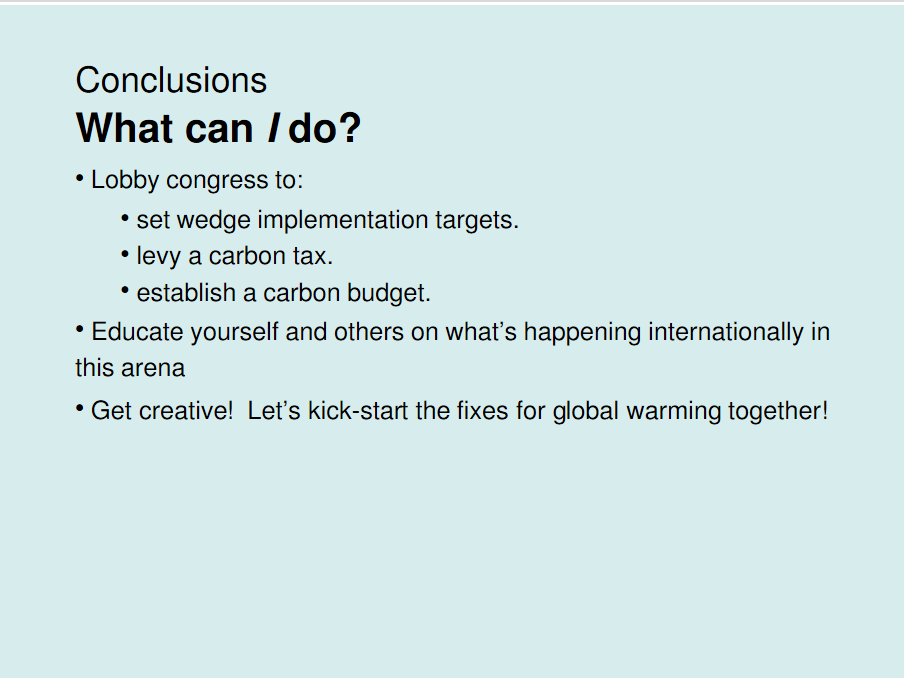 Conclusions
What can I do?
• Lobby congress to:
• set wedge implementation targets.
• levy a carbon tax.
• establish a carbon budget.
• Educate yourself and others on what’s happening internationally in
this arena
• Get creative!  Let’s kick-start the fixes for global warming together!